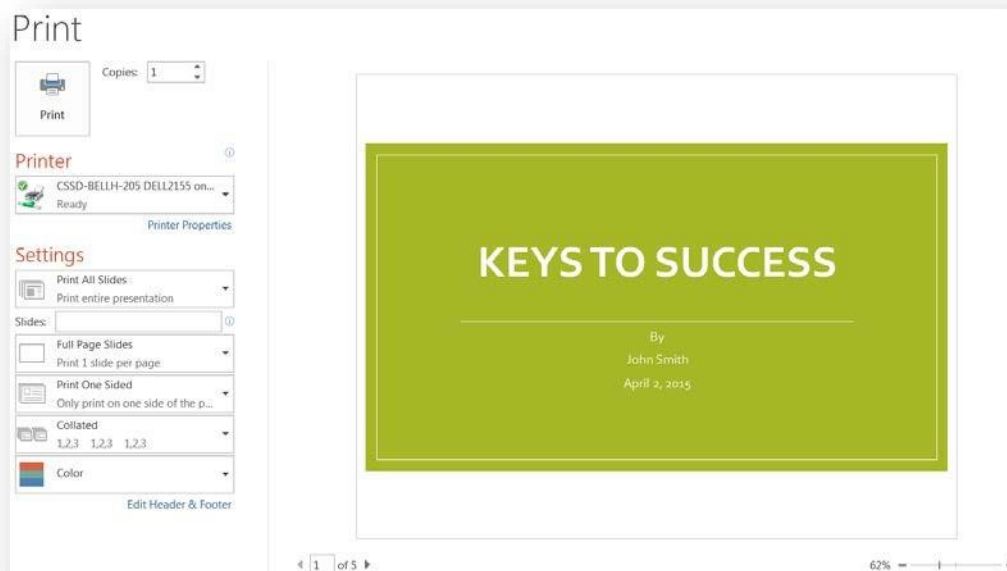 Print
Copies: 1
Print
Printer
CSSD-BELLH-205 DELL2155 on...
Ready
Printer Properties
Settings
Print All Slides
Print entire presentation
Slides:
Full Page Slides
Print 1 slide per page
Print One Sided
Only print on one side of the p...
Collated
1,2,3 1,2,3 1,2,3
Color
Edit Header & Footer
KEYS TO SUCCESS
By
John Smith
April 2, 2015
1 of 5
62%